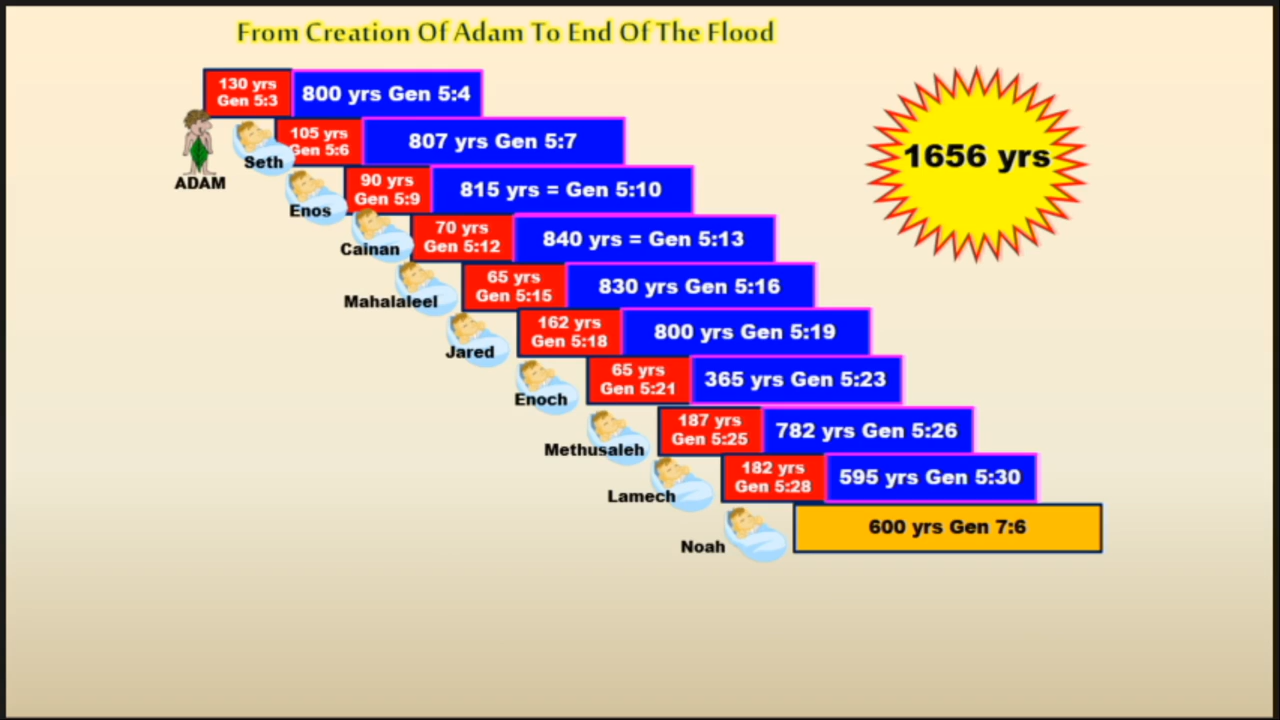 From Creation Of Adam To End Of The Flood
130 yrs
Gen 5:3
800 yrs Gen 5:4
1656 yrs
ADAM
Seth
105 yrs
Gen 5:6
807 yrs Gen 5:7
Enos
90 yrs
Gen 5:9
815 yrs = Gen 5:10
Cainan
70 yrs
Gen 5:12
840 yrs = Gen 5:13
Mahalaleel
65 yrs
Gen 5:15
830 yrs Gen 5:16
Jared
162 yrs
Gen 5:18
800 yrs Gen 5:19
Enoch
65 yrs
Gen 5:21
365 yrs Gen 5:23
Methusaleh
187 yrs
Gen 5:25
782 yrs Gen 5:26
Lamech
182 yrs
Gen 5:28
595 yrs Gen 5:30
Noah
600 yrs Gen 7:6